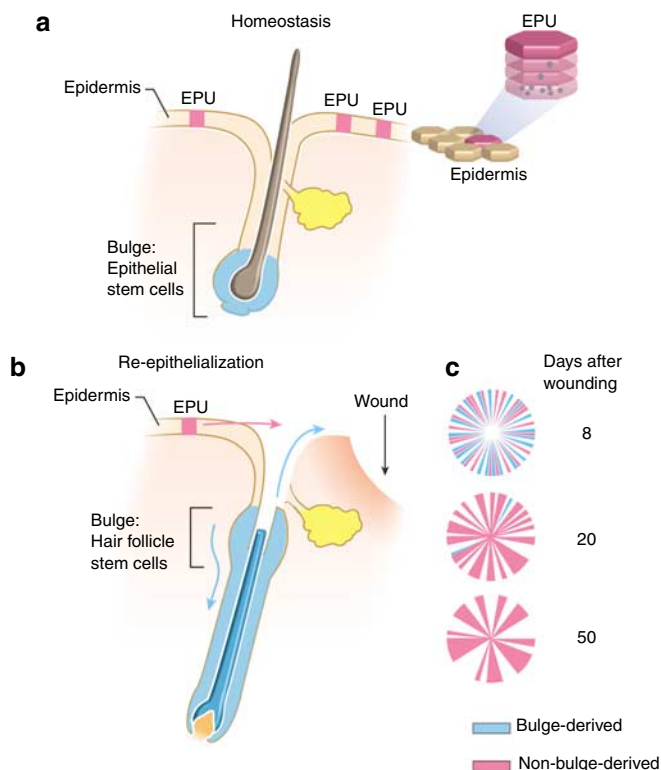 a
Homeostasis
EPU
Epidermis
EPU
EPU
EPU
Epidermis
Bulge:
Epithelial
stem cells
b
Re-epithelialization
Epidermis
EPU
Wound
Bulge:
Hair follicle
stem cells
c
Days after
wounding
8
20
50
Bulge-derived
Non-bulge-derived